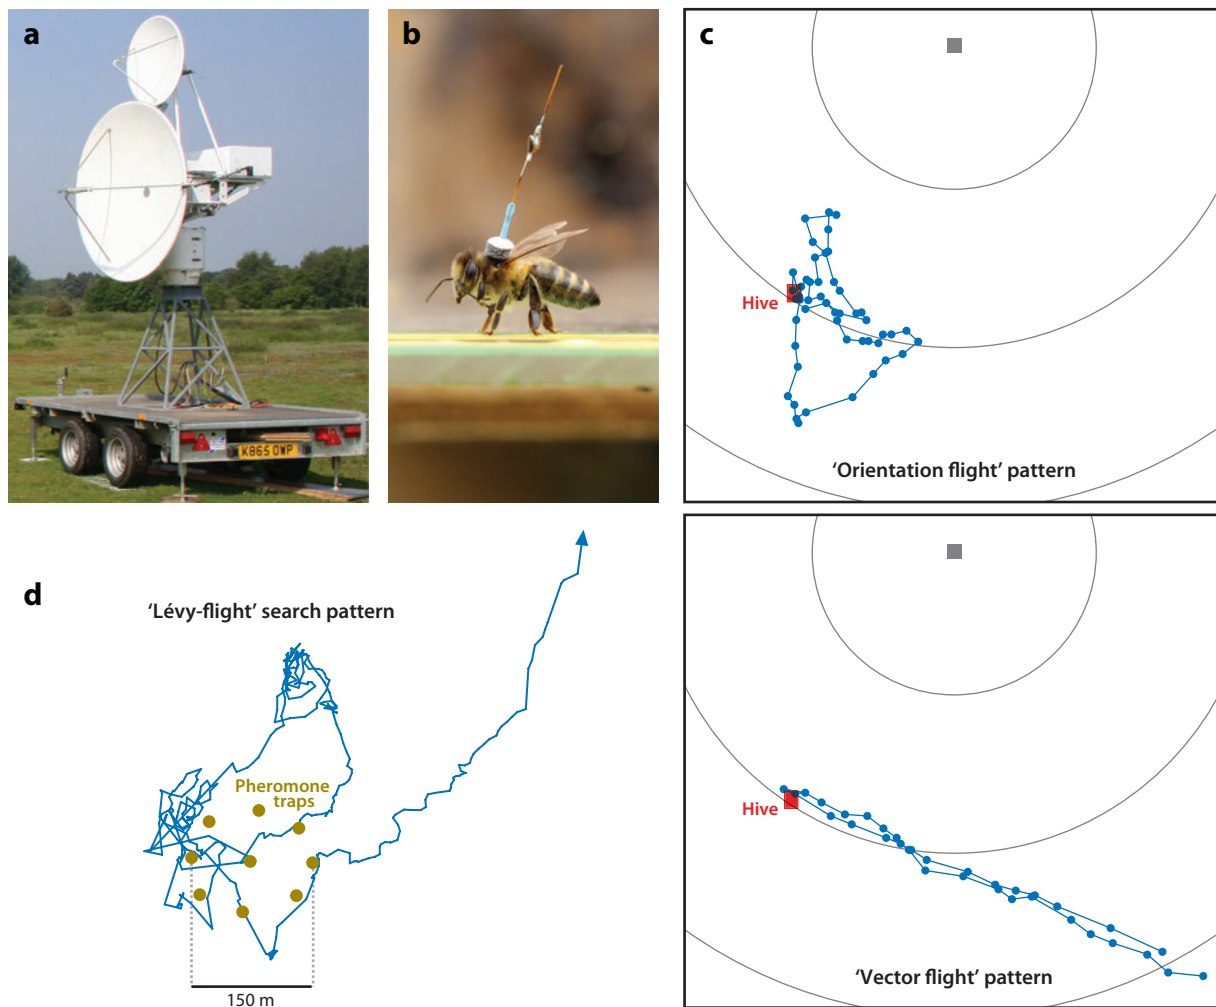 a
b
c
K865 OWP
Hive
'Orientation flight' pattern
d
'Lévy-flight' search pattern
Pheromone
traps
150 m
Hive
'Vector flight' pattern